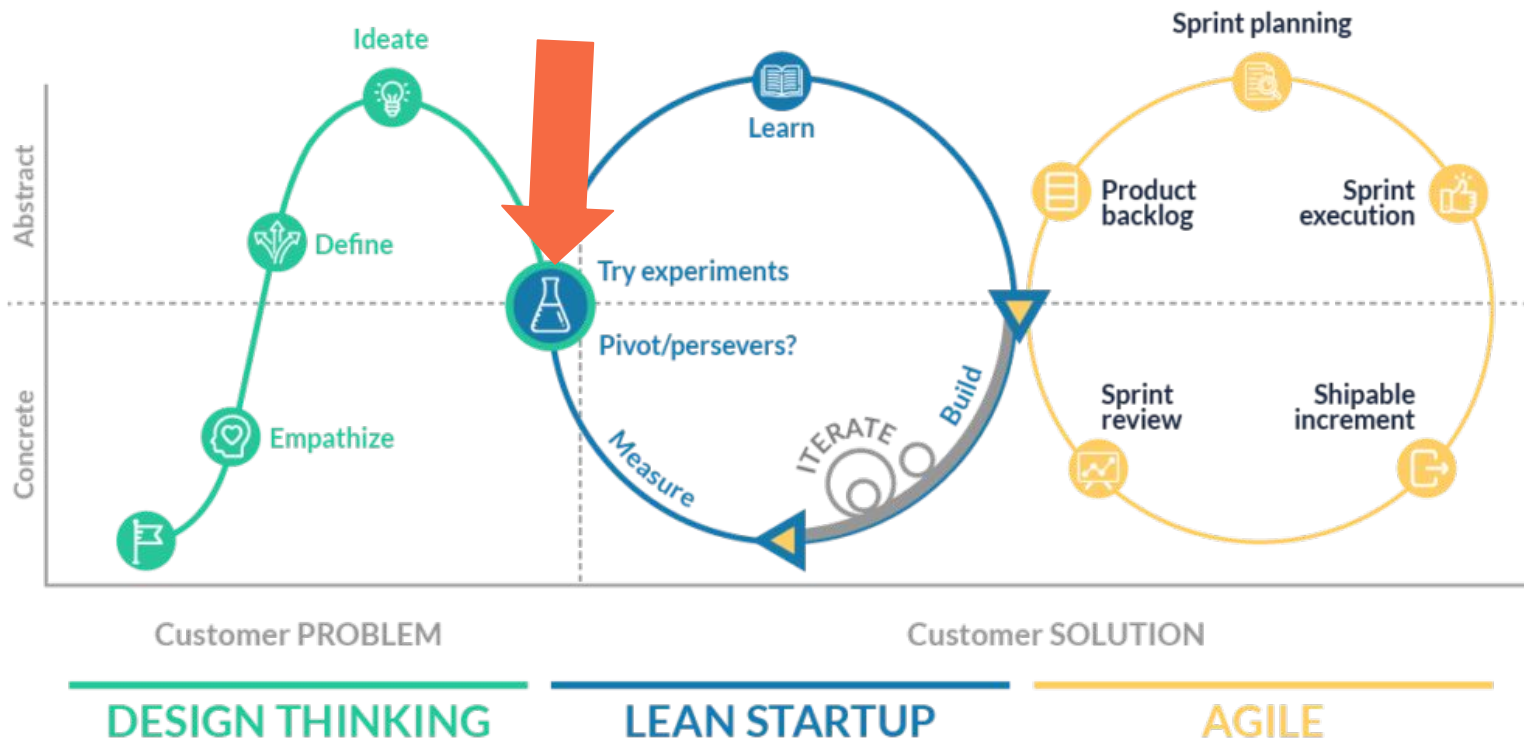 Ideate
Sprint planning
Learn
Abstract
Product
backlog
Sprint
execution
Define
Try experiments
Pivot/persevers?
Concrete
Empathize
Measure
ITERATE
Build
Sprint
review
Shipable
increment
Customer PROBLEM
Customer SOLUTION
DESIGN THINKING
LEAN STARTUP
AGILE